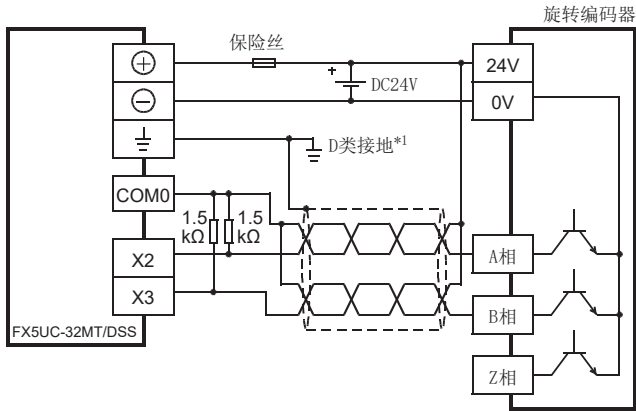 旋转编码器
保险丝
24V
+
DC24V
0V
D类接地*1
COM0
1.5
kΩ
1.5
kΩ
X2
A相
X3
B相
FX5UC-32MT/DSS
Z相